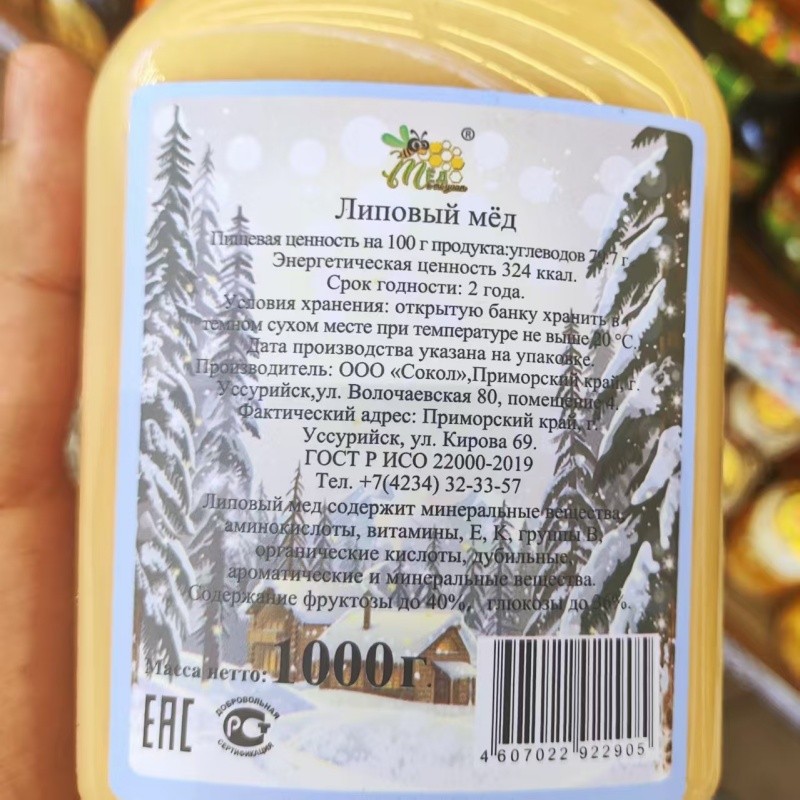 ®
Мёд
Липовый мёд
Пищевая ценность на 100 г продукта:углеводов г
Энергетическая ценность 324 ккал.
Срок годности: 2 года.
Условия хранения: открытую банку хранить в
темном сухом месте при температуре не выше 20 °С.
Дата производства указана на упаковке.
Производитель: ООО «Сокол»,Приморский край, г.
Уссурийск,ул. Волочаевская 80, помещение 4.
Фактический адрес: Приморский край, г.
Уссурийск, ул. Кирова 69.
ГОСТ Р ИСО 22000-2019
Тел. +7(4234) 32-33-57
Липовый мед содержит минеральные вещества,
аминокислоты, витамины, Е, К, группы В,
органические кислоты, дубильные,
ароматические и минеральные вещества.
Содержание фруктозы до 40%, глюкозы до 36%.
Масса нетто: 1000г
ЕАС
ДОБРОВОЛЬНАЯ
РСТ
СЕРТИФИКАЦИЯ
4 607022 922905